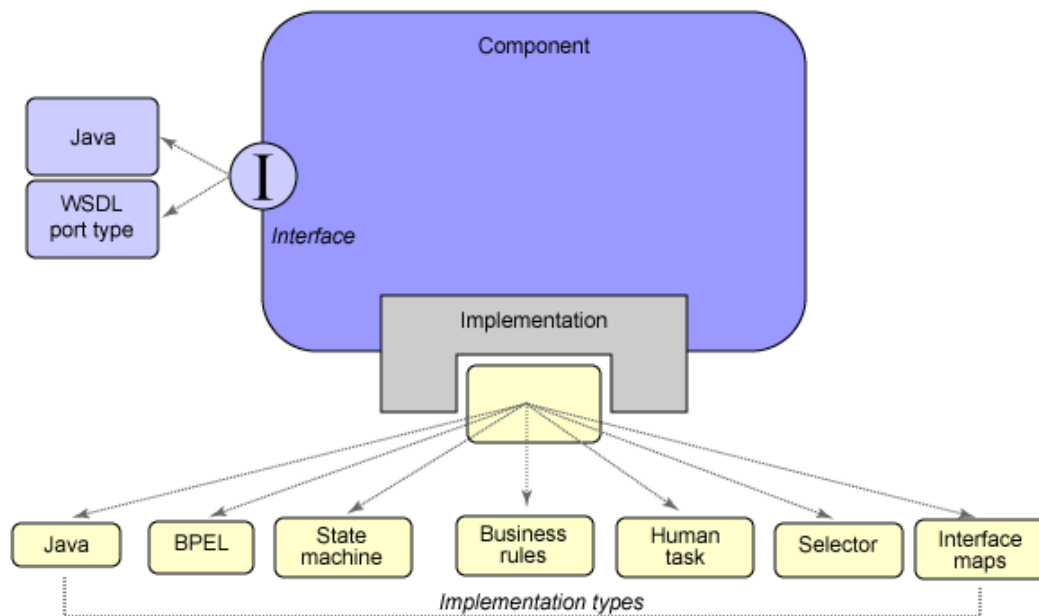 Component
Java
WSDL
port type
I
Interface
Implementation
Java
BPEL
State
machine
Business
rules
Human
task
Selector
Interface
maps
Implementation types